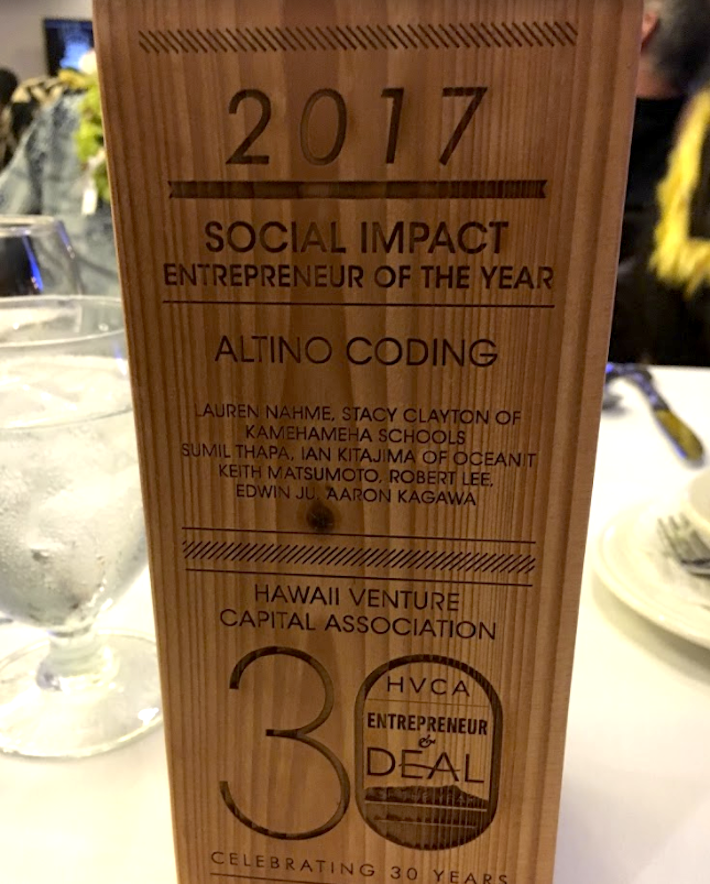 2017
SOCIAL IMPACT
ENTREPRENEUR OF THE YEAR
ALTINO CODING
LAUREN NAHME, STACY CLAYTON OF
KAMEHAMEHA SCHOOLS
SUMIL THAPA, IAN KITAJIMA OF OCEANIT
KEITH MATSUMOTO, ROBERT LEE,
EDWIN JU, AARON KAGAWA
HAWAII VENTURE
CAPITAL ASSOCIATION
30
HVCA
ENTREPRENEUR
&
DEAL
CELEBRATING 30 YEARS